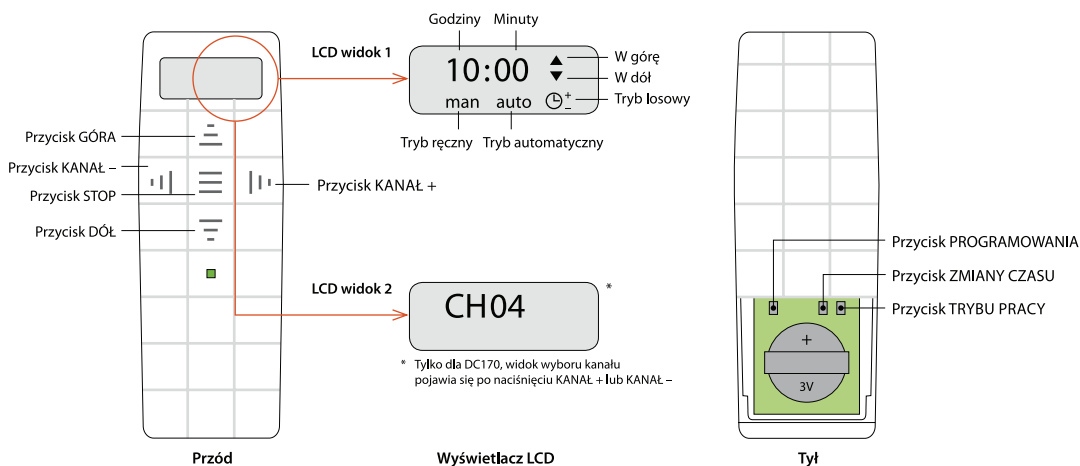 Przycisk GÓRA
Przycisk KANAŁ –
Przycisk STOP
Przycisk DÓŁ
Przycisk KANAŁ +
Przód
LCD widok 1
Godziny Minuty
10:00
man auto
+
–
W górę
W dół
Tryb losowy
Tryb ręczny Tryb automatyczny
LCD widok 2
CH04
*
* Tylko dla DC170, widok wyboru kanału
pojawia się po naciśnięciu KANAŁ + lub KANAŁ –
Wyświetlacz LCD
Przycisk PROGRAMOWANIA
Przycisk ZMIANY CZASU
Przycisk TRYBU PRACY
+
3V
Tył